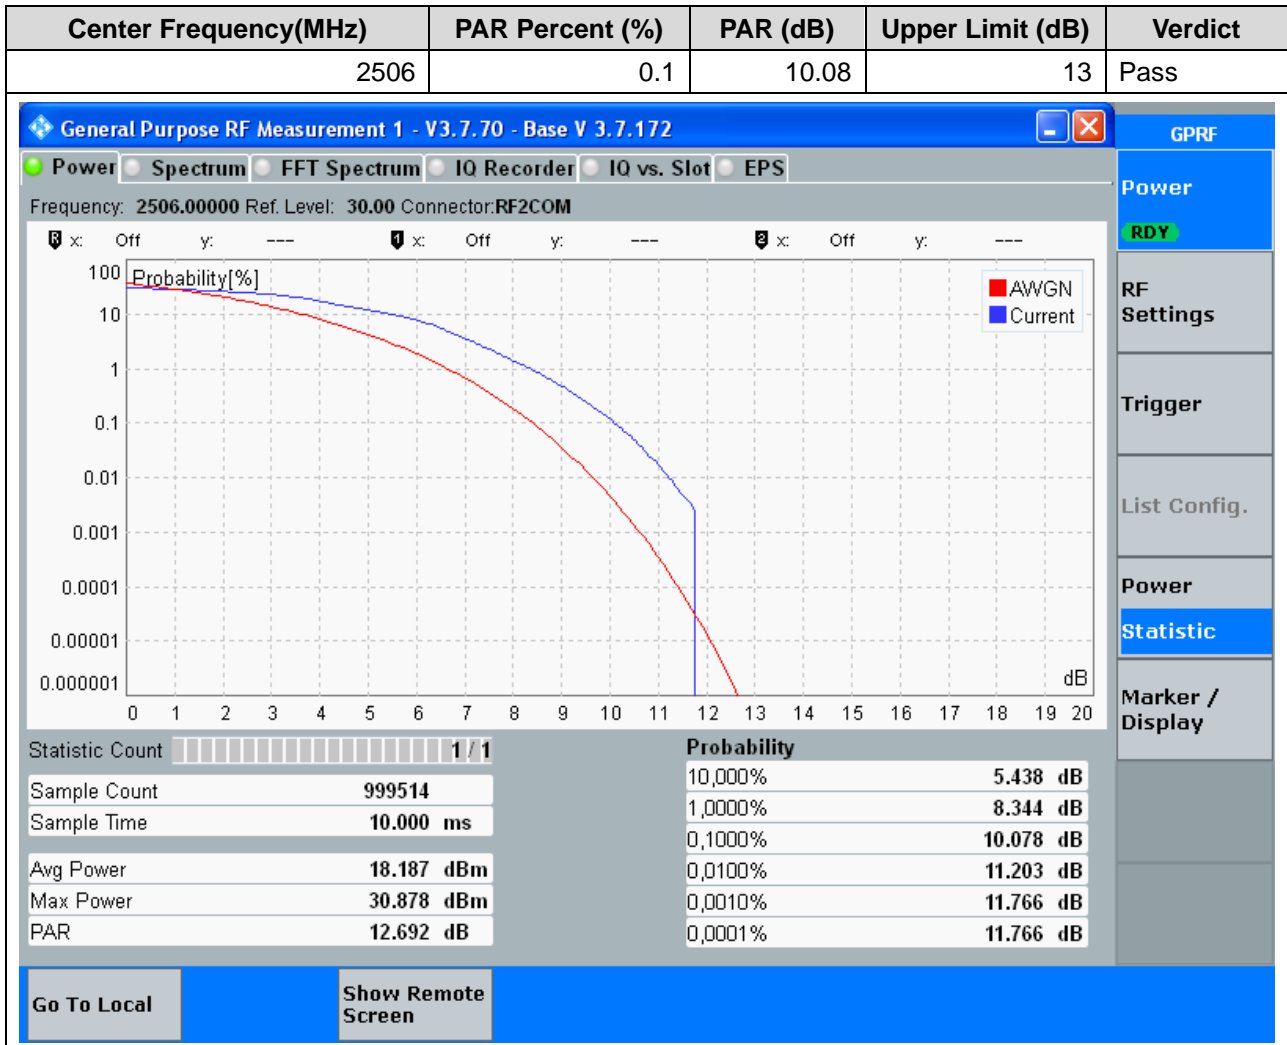 Center Frequency(MHz) PAR Percent (%) PAR (dB) Upper Limit (dB) Verdict
2506 0.1 10.08 13 Pass
General Purpose RF Measurement 1 - V3.7.70 - Base V 3.7.172
GPRF
Power Spectrum FFT Spectrum IQ Recorder IQ vs. Slot EPS
Power
RDY
Frequency: 2506.00000 Ref. Level: 30.00 Connector:RF2COM
R x: Off y: --- 1 x: Off y: --- 2 x: Off y: ---
Probability[%]
100
10
1
0.1
0.01
0.001
0.0001
0.00001
0.000001
AWGN
Current
dB
0 1 2 3 4 5 6 7 8 9 10 11 12 13 14 15 16 17 18 19 20
RF
Settings
Trigger
List Config.
Power
Statistic
Marker /
Display
Statistic Count 1 / 1
Sample Count 999514
Sample Time 10.000 ms
Avg Power 18.187 dBm
Max Power 30.878 dBm
PAR 12.692 dB
Probability
10,000% 5.438 dB
1,0000% 8.344 dB
0,1000% 10.078 dB
0,0100% 11.203 dB
0,0010% 11.766 dB
0,0001% 11.766 dB
Go To Local
Show Remote
Screen